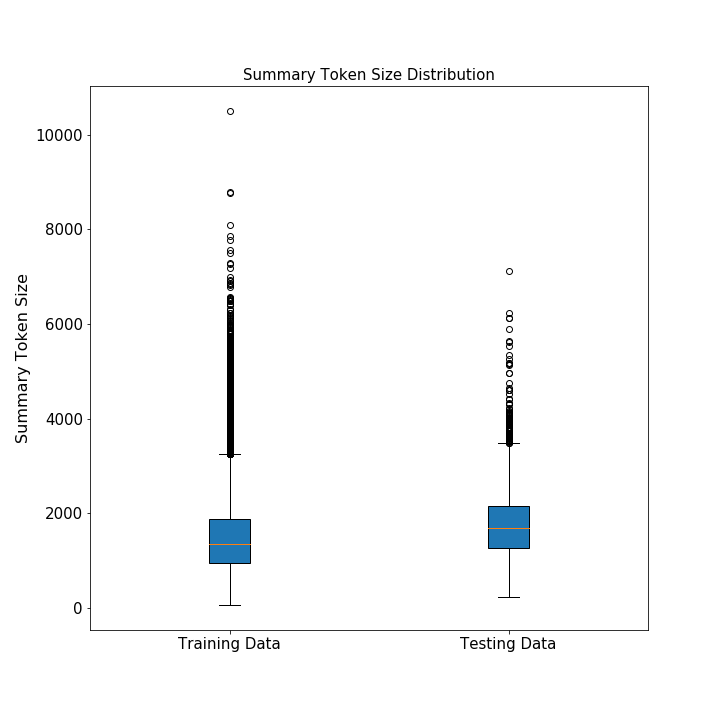 Summary Token Size Distribution
Summary Token Size
10000
8000
6000
4000
2000
0
Training Data
Testing Data